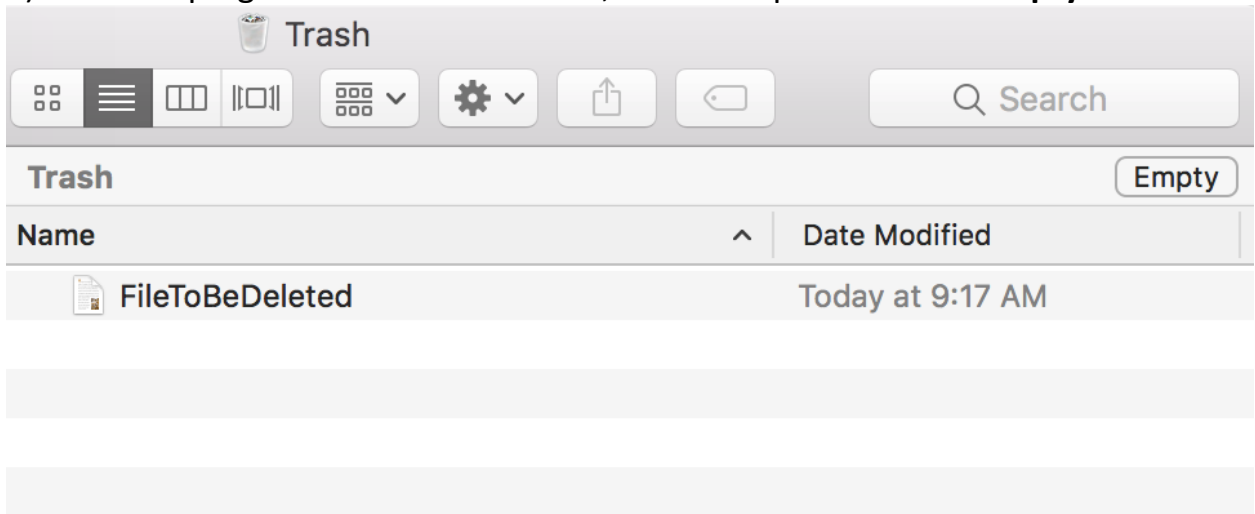 Trash
Search
Trash Empty
Name Date Modified
FileToBeDeleted Today at 9:17 AM